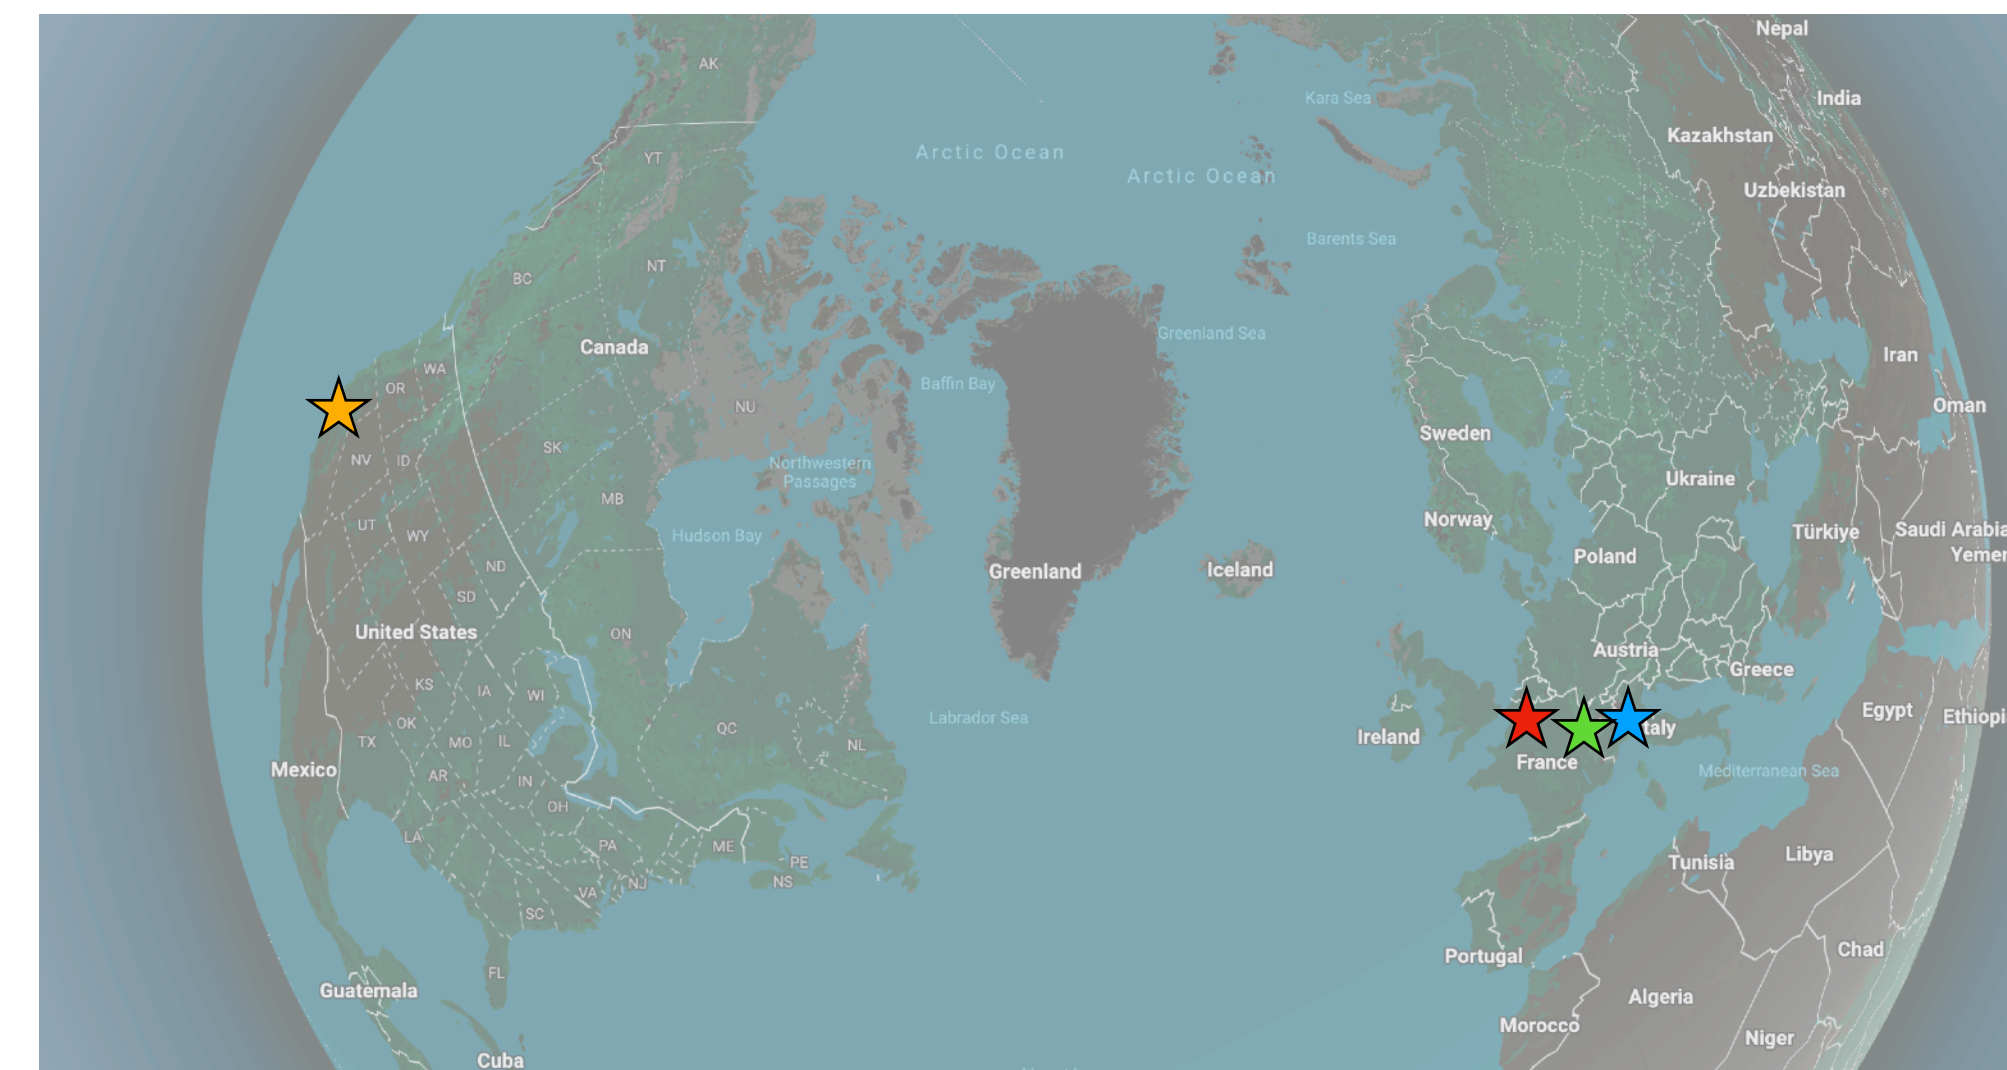 Nepal
AK
India
Kara Sea
Kazakhstan
Arctic Ocean
YT
Arctic Ocean
Uzbekistan
Barents Sea
NT
BC
Greenland Sea
Canada
Iran
WA
Baffin Bay
OR
NU
Oman
Sweden
SK
NV
ID
Northwestern
Passages
Ukraine
MB
Norway
UT
Saudi Arabia
Türkiye
WY
Hudson Bay
Yemen
Poland
ND
Greenland
Iceland
SD
United States
ON
Austria
Greece
KS
IA
WI
Egypt
Ethiopi
Labrador Sea
OK
QC
taly
Ireland
TX
MO
IL
NL
France
Mexico
Mediterranean Sea
AR
IN
OH
LA
PA
ME
Libya
PE
Tunisia
NS
NJ
VA
SC
Chad
Portugal
FL
Guatemala
Algeria
Morocco
Niger
Cuba